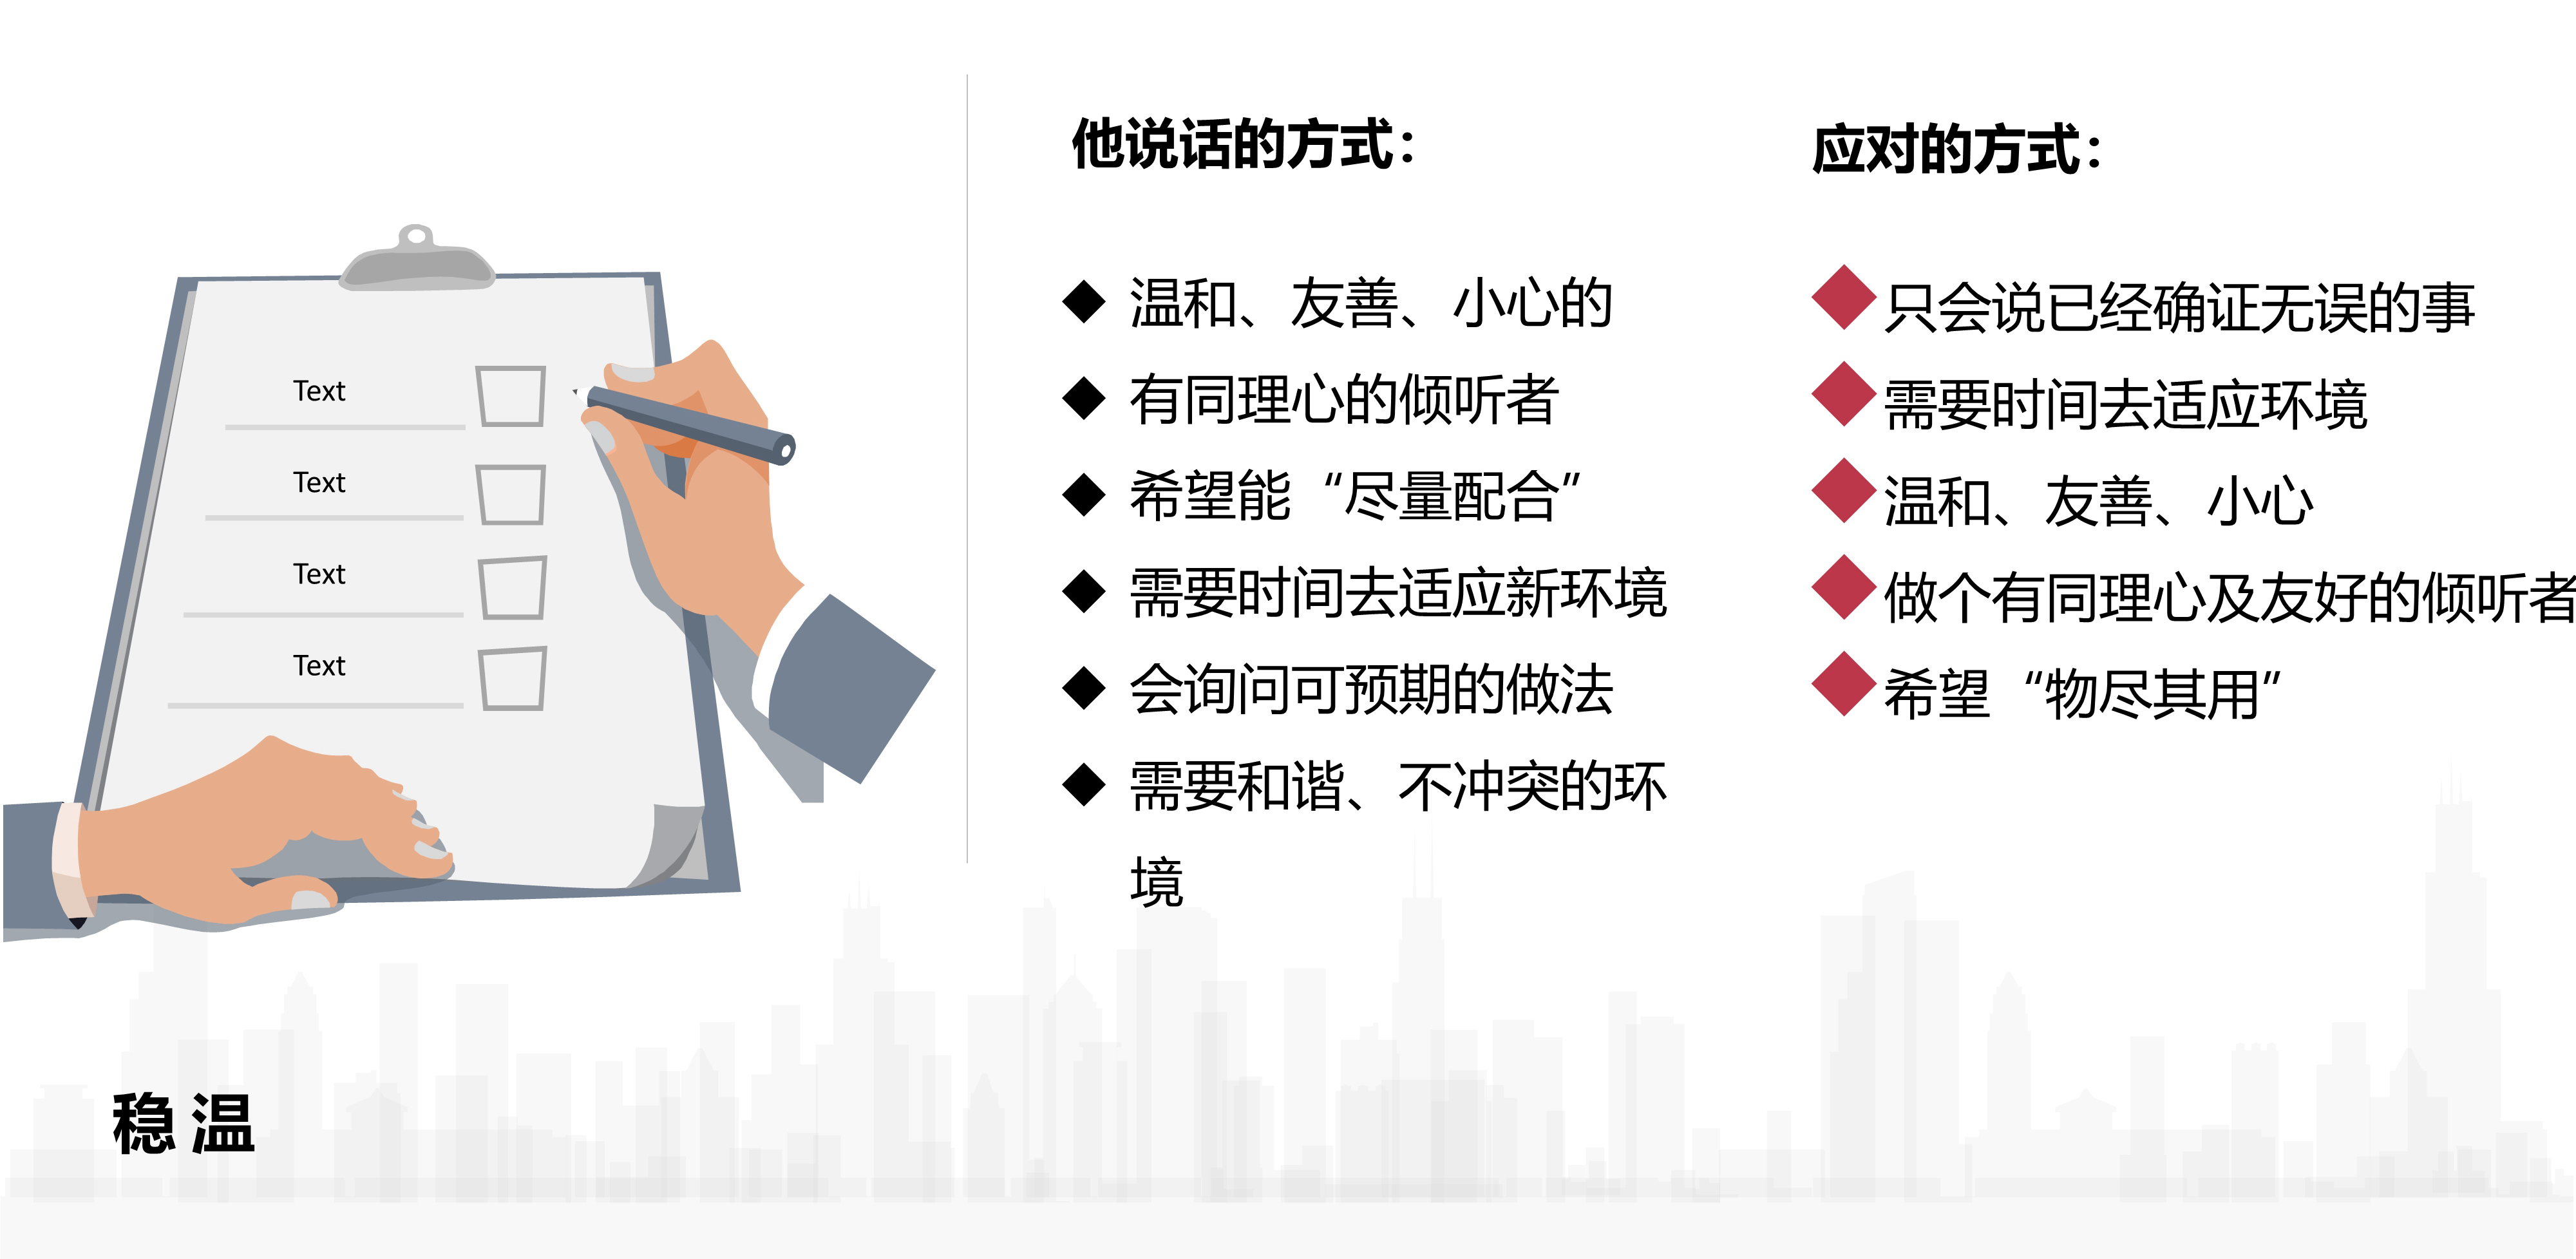 Text
Text
Text
Text
稳 温
他说话的方式：
温和、友善、小心的
有同理心的倾听者
希望能“尽量配合”
需要时间去适应新环境
会询问可预期的做法
需要和谐、不冲突的环
境
应对的方式：
只会说已经确证无误的事
需要时间去适应环境
温和、友善、小心
做个有同理心及友好的倾听者
希望“物尽其用”